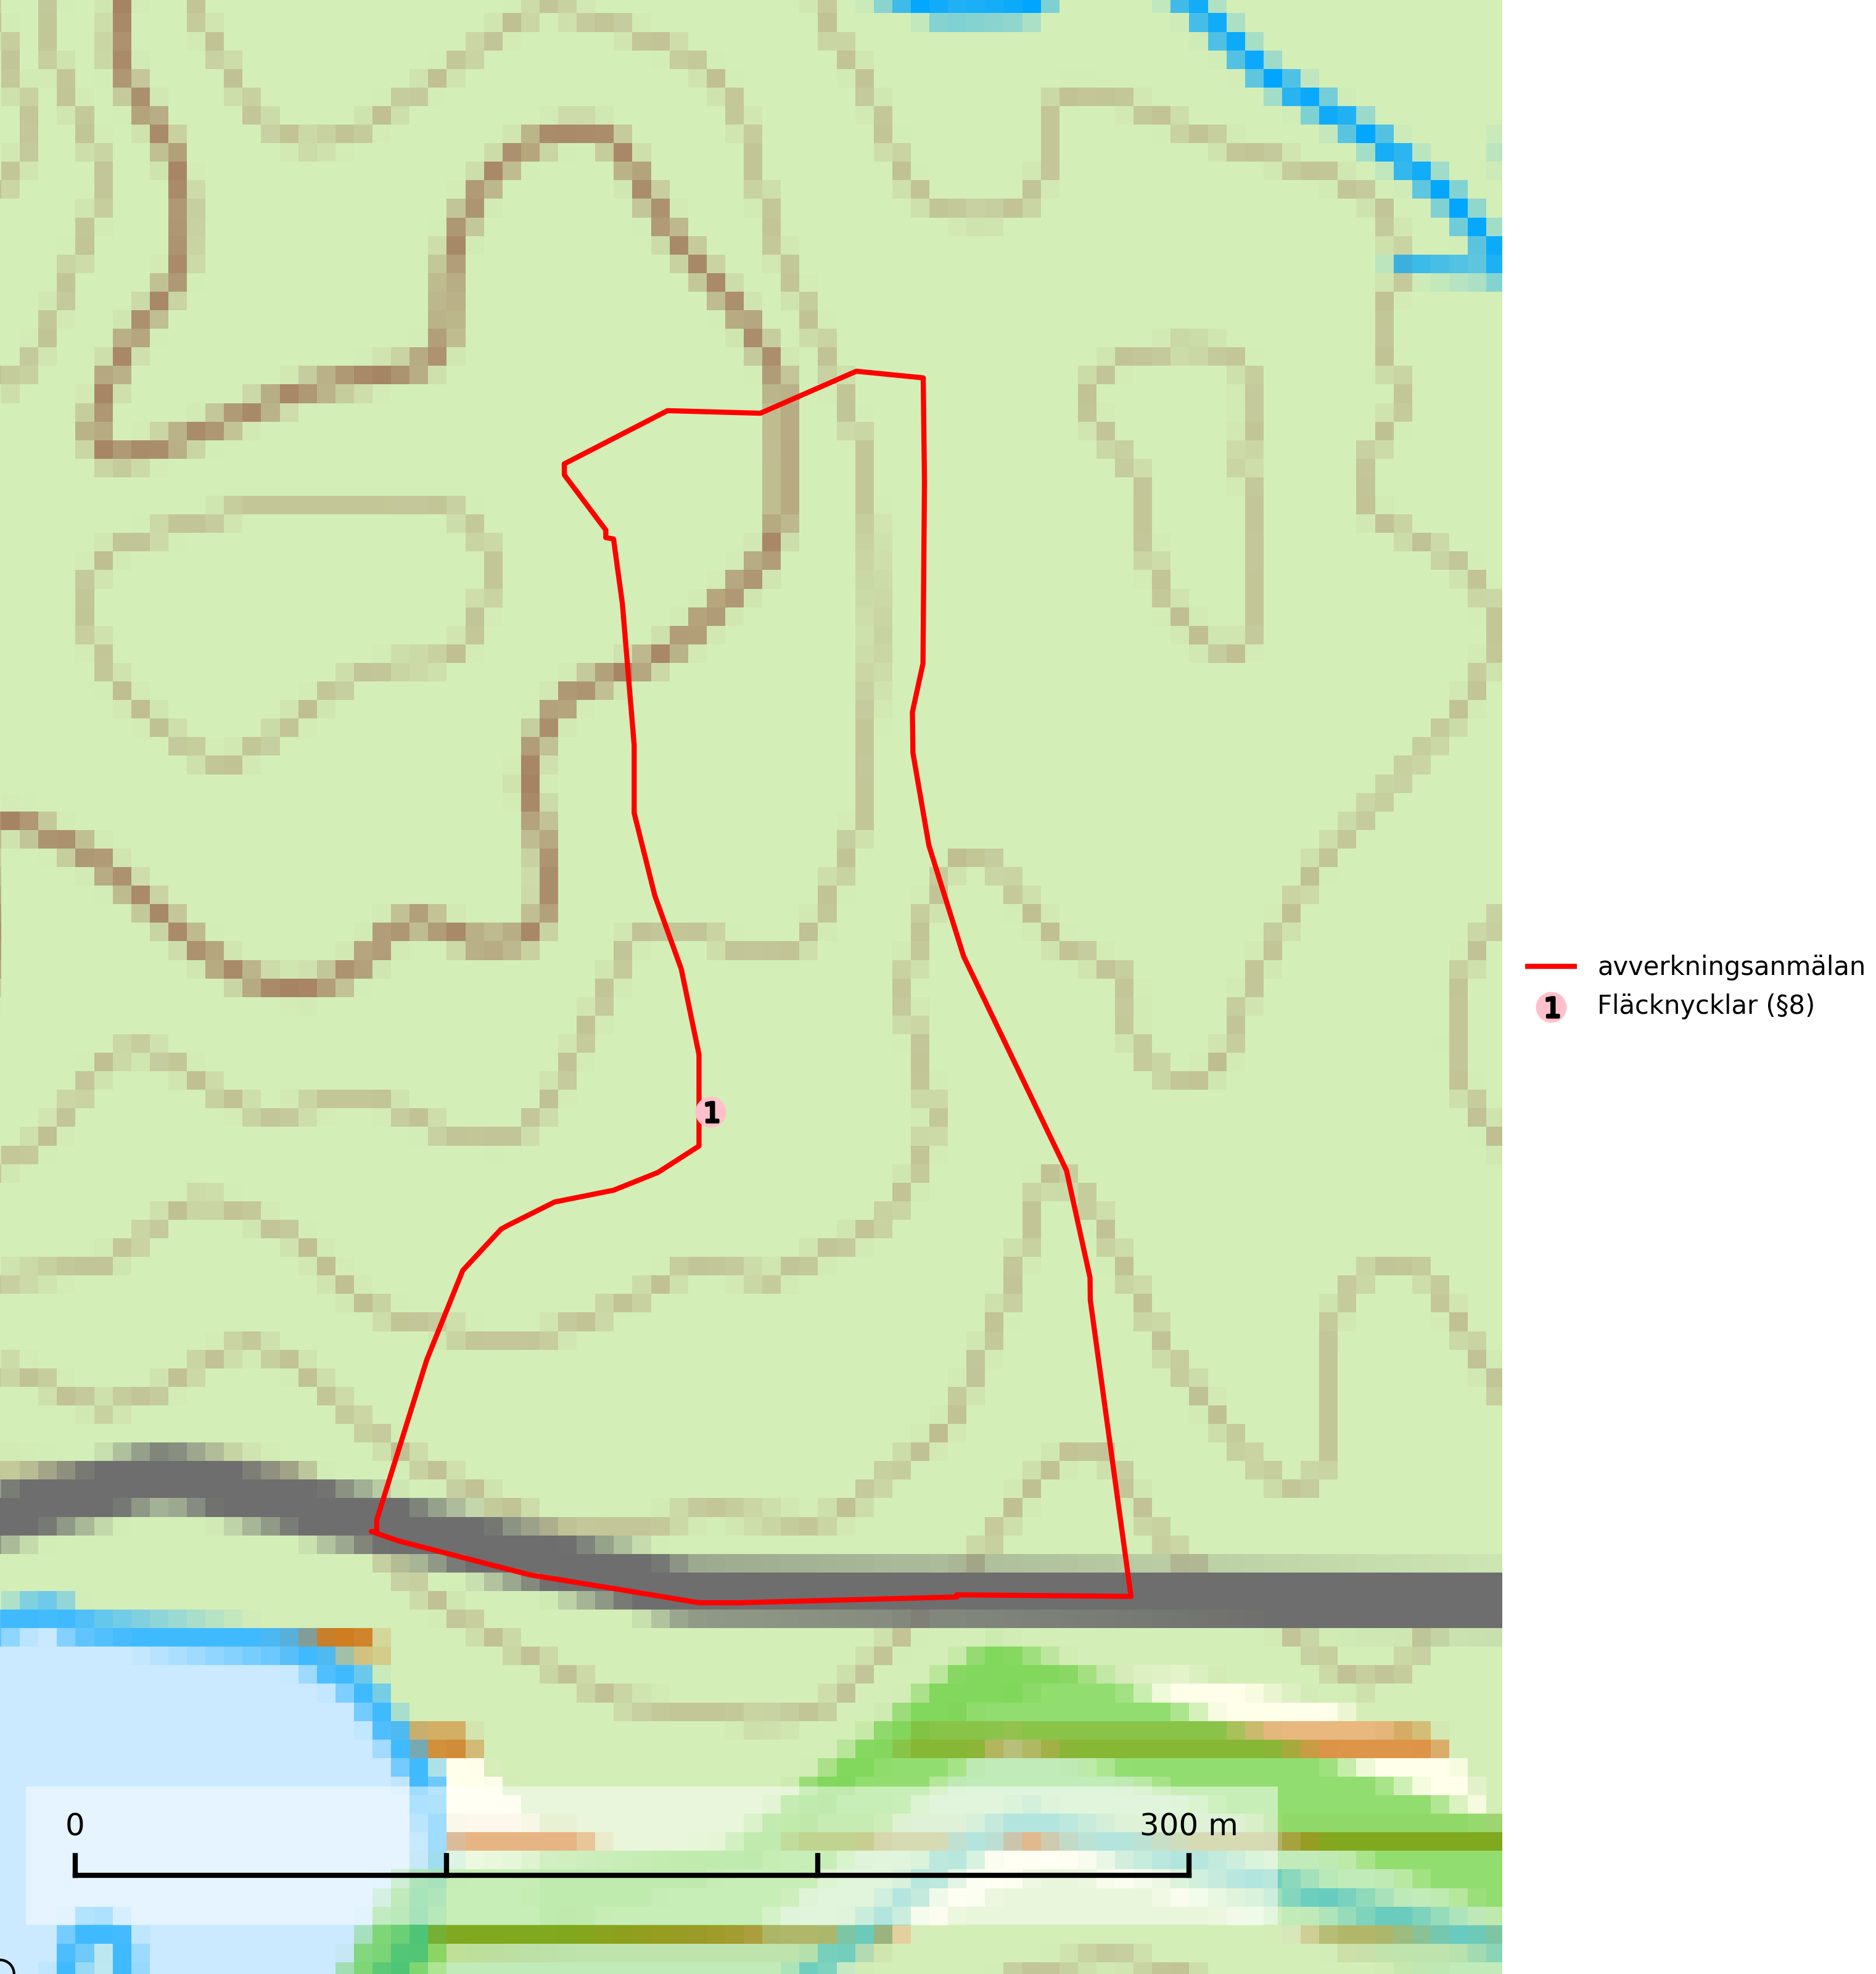 avverkningsanmälan
1 Fläcknycklar (§8)
1
0 300 m